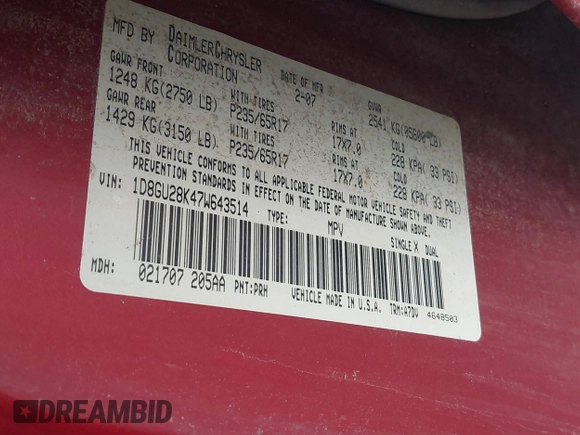 MFD BY DAIMLERCHRYSLER CORPORATION
DATE OF MFR 2-07
GVWR 2541 KG(05600 LB)
GAWR FRONT 1248 KG(2750 LB)
WITH TIRES P235/65R17
RIMS AT 17X7.0
COLD 228 KPA( 33 PSI)
GAWR REAR 1429 KG(3150 LB)
WITH TIRES P235/65R17
RIMS AT 17X7.0
COLD 228 KPA( 33 PSI)
THIS VEHICLE CONFORMS TO ALL APPLICABLE FEDERAL MOTOR VEHICLE SAFETY AND THEFT
PREVENTION STANDARDS IN EFFECT ON THE DATE OF MANUFACTURE SHOWN ABOVE.
VIN: 1D8GU28K47W643514 TYPE: MPV SINGLE X DUAL
MDH: 021707 205AA PNT:PRH VEHICLE MADE IN U.S.A. TRM:A7DV 4648503
DREAMBID